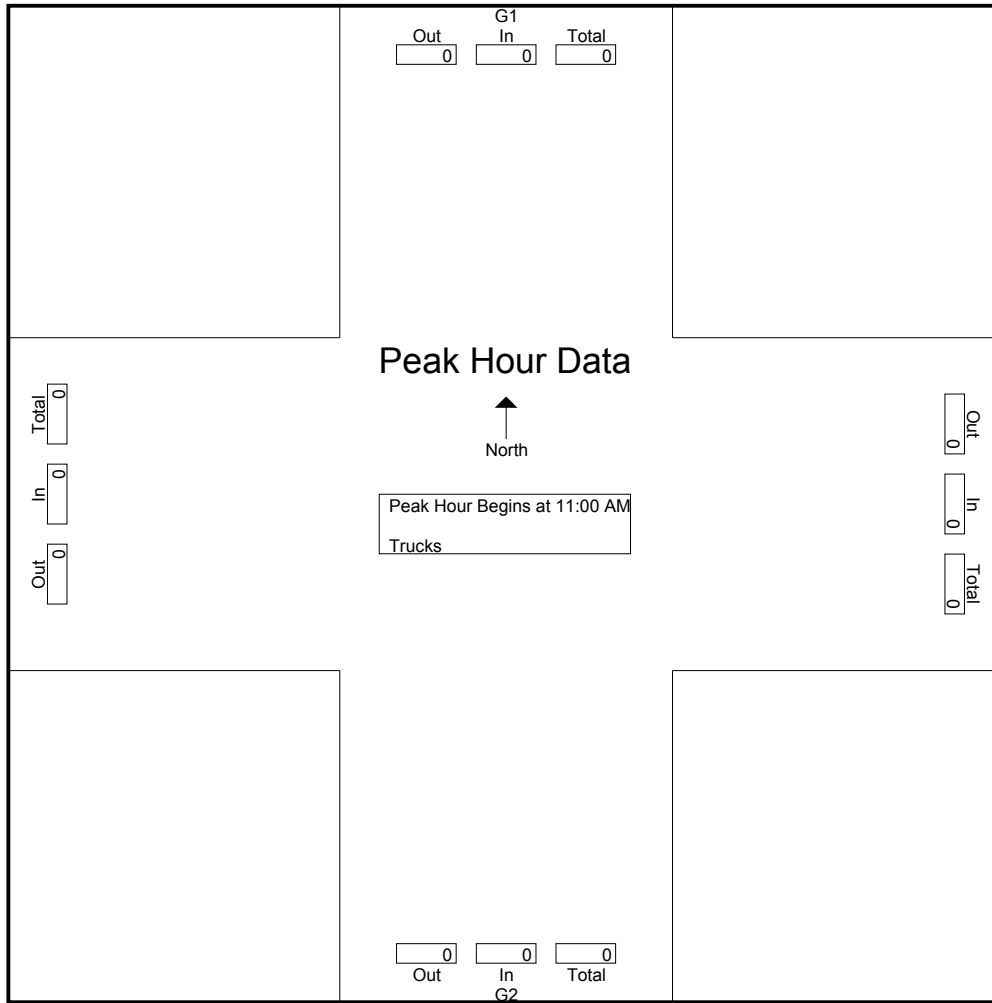 G1
Out In Total
0 0 0
Peak Hour Data
North
Peak Hour Begins at 11:00 AM
Trucks
Total 0
In 0
Out 0
Out 0
In 0
Total 0
0 0 0
Out In Total
G2